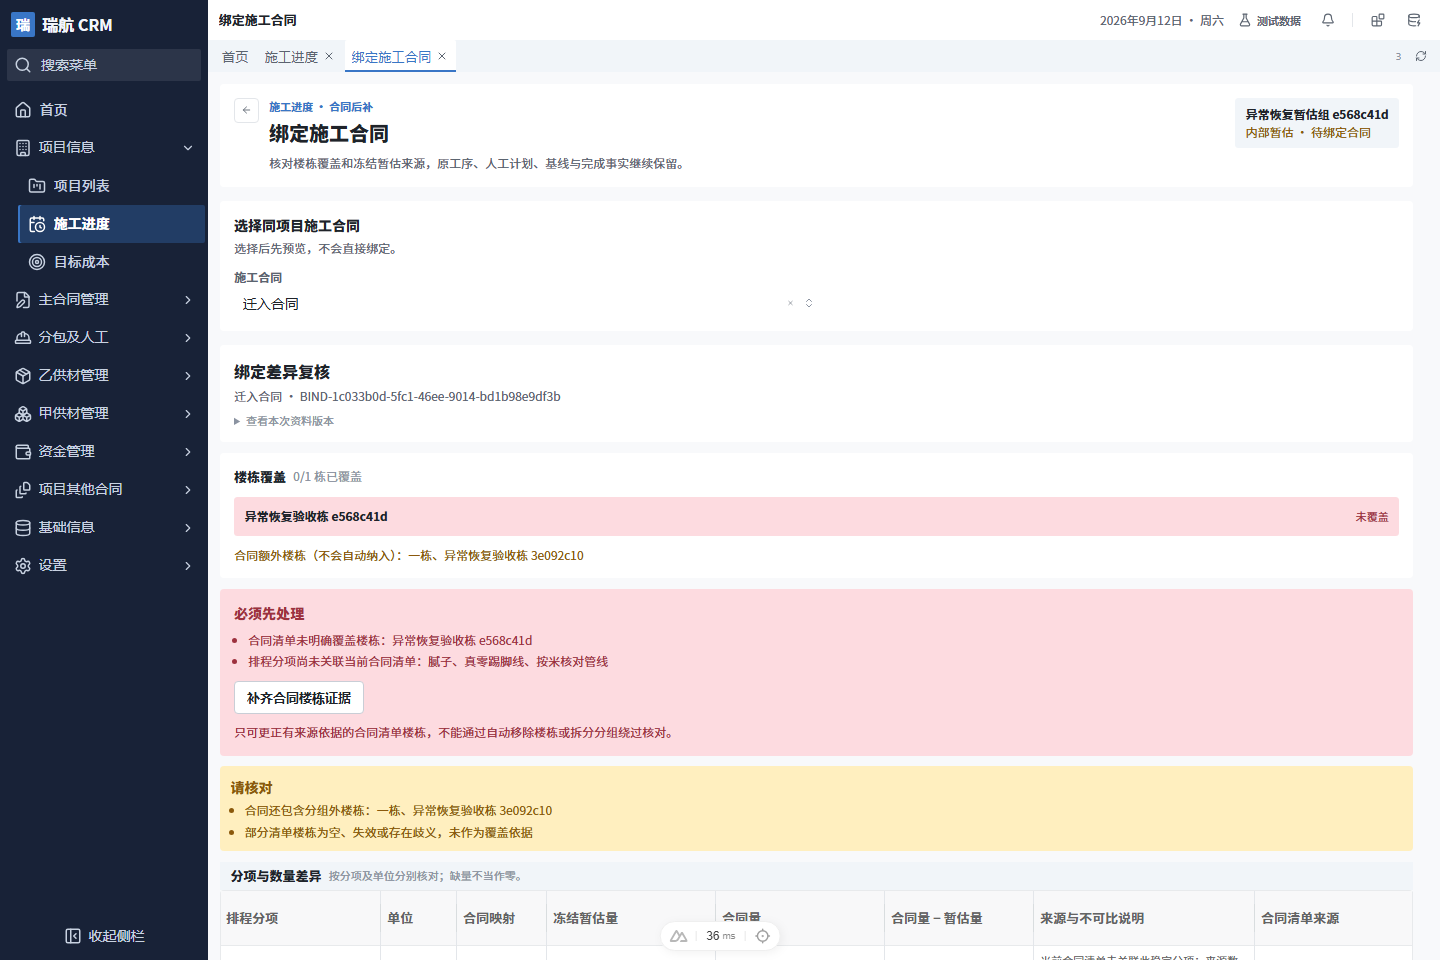 瑞 瑞航 CRM
搜索菜单
首页
项目信息
项目列表
施工进度
目标成本
主合同管理
分包及人工
乙供材管理
甲供材管理
资金管理
项目其他合同
基础信息
设置
收起侧栏
绑定施工合同
2026年9月12日 • 周六 测试数据
首页 施工进度 × 绑定施工合同 × 3
施工进度 • 合同后补
绑定施工合同
核对楼栋覆盖和冻结暂估来源，原工序、人工计划、基线与完成事实继续保留。
异常恢复暂估组 e568c41d
内部暂估 • 待绑定合同
选择同项目施工合同
选择后先预览，不会直接绑定。
施工合同
迁入合同 ×
绑定差异复核
迁入合同 • BIND-1c033b0d-5fc1-46ee-9014-bd1b98e9df3b
查看本次资料版本
楼栋覆盖 0/1 栋已覆盖
异常恢复验收栋 e568c41d 未覆盖
合同额外楼栋（不会自动纳入）：一栋、异常恢复验收栋 3e092c10
必须先处理
• 合同清单未明确覆盖楼栋：异常恢复验收栋 e568c41d
• 排程分项尚未关联当前合同清单：腻子、真零踢脚线、按米核对管线
补齐合同楼栋证据
只可更正有来源依据的合同清单楼栋，不能通过自动移除楼栋或拆分分组绕过核对。
请核对
• 合同还包含分组外楼栋：一栋、异常恢复验收栋 3e092c10
• 部分清单楼栋为空、失效或存在歧义，未作为覆盖依据
分项与数量差异 按分项及单位分别核对；缺量不当作零。
排程分项 单位 合同映射 冻结暂估量 合同量 合同量 − 暂估量 来源与不可比说明 合同清单来源
36 ms